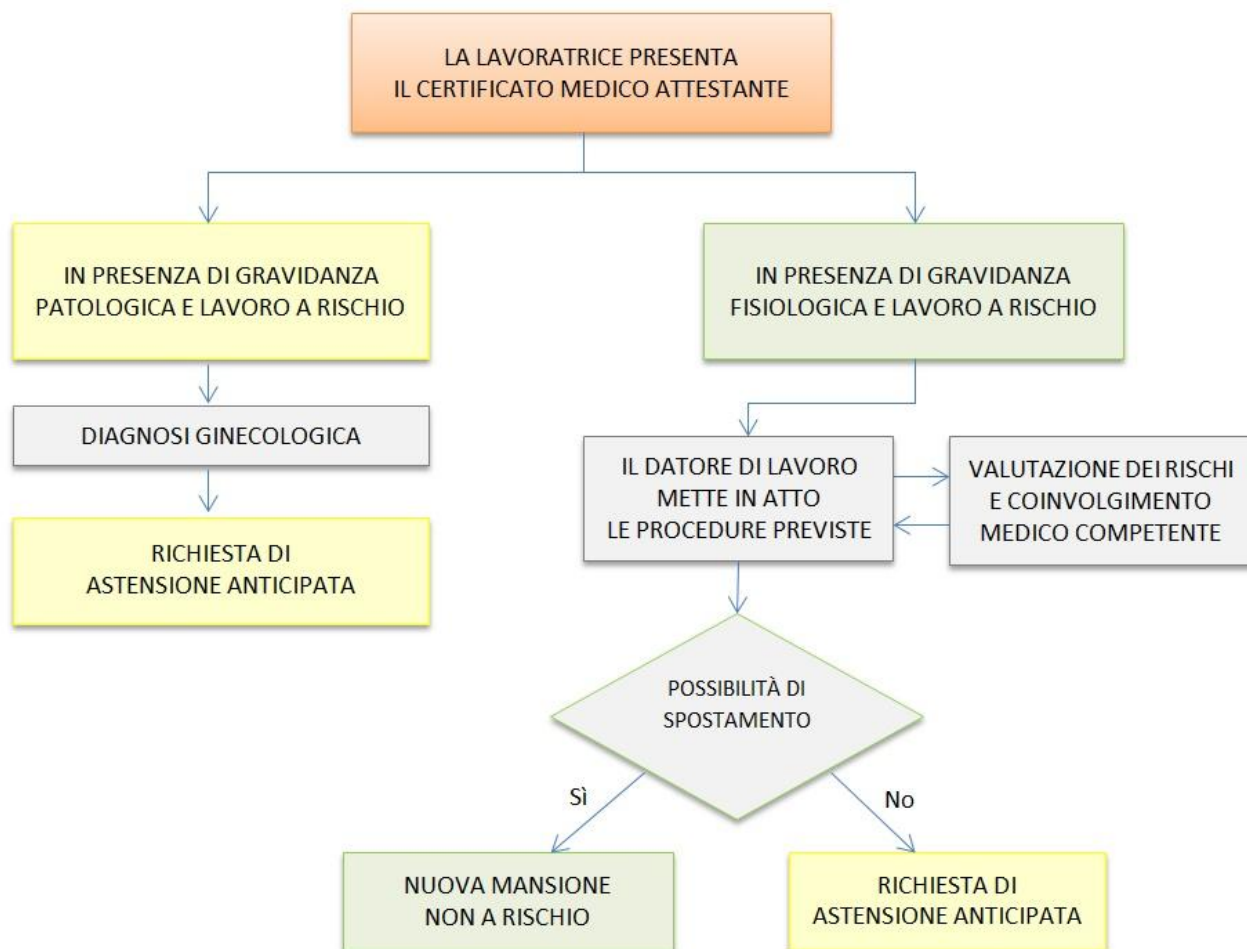 LA LAVORATRICE PRESENTA
IL CERTIFICATO MEDICO ATTESTANTE
IN PRESENZA DI GRAVIDANZA
PATOLOGICA E LAVORO A RISCHIO
IN PRESENZA DI GRAVIDANZA
FISIOLOGICA E LAVORO A RISCHIO
DIAGNOSI GINECOLOGICA
RICHIESTA DI
ASTENSIONE ANTICIPATA
IL DATORE DI LAVORO
METTE IN ATTO
LE PROCEDURE PREVISTE
VALUTAZIONE DEI RISCHI
E COINVOLGIMENTO
MEDICO COMPETENTE
POSSIBILITÀ DI
SPOSTAMENTO
Sì
No
NUOVA MANSIONE
NON A RISCHIO
RICHIESTA DI
ASTENSIONE ANTICIPATA